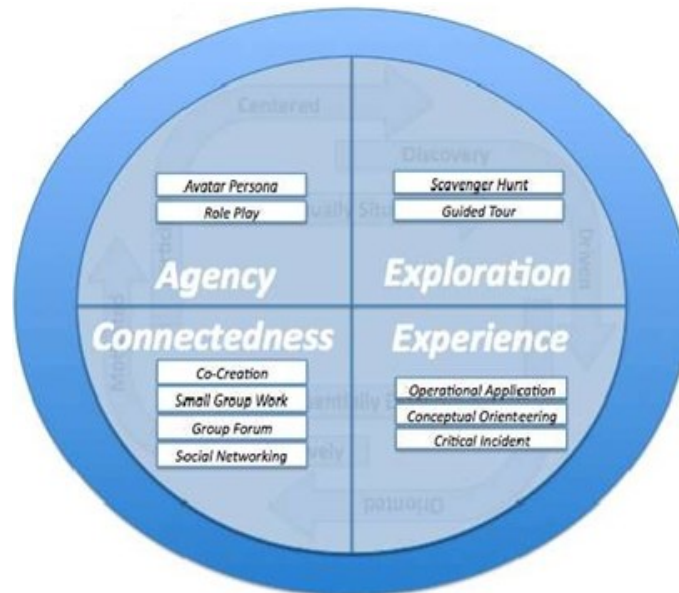 Centered
Discovery
Avatar Persona
Role Play
Scavenger Hunt
Guided Tour
Driven
Agency
Exploration
Connectedness
Experience
Co-Creation
Small Group Work
Group Forum
Social Networking
Operational Application
Conceptual Orienteering
Critical Incident
Oriented